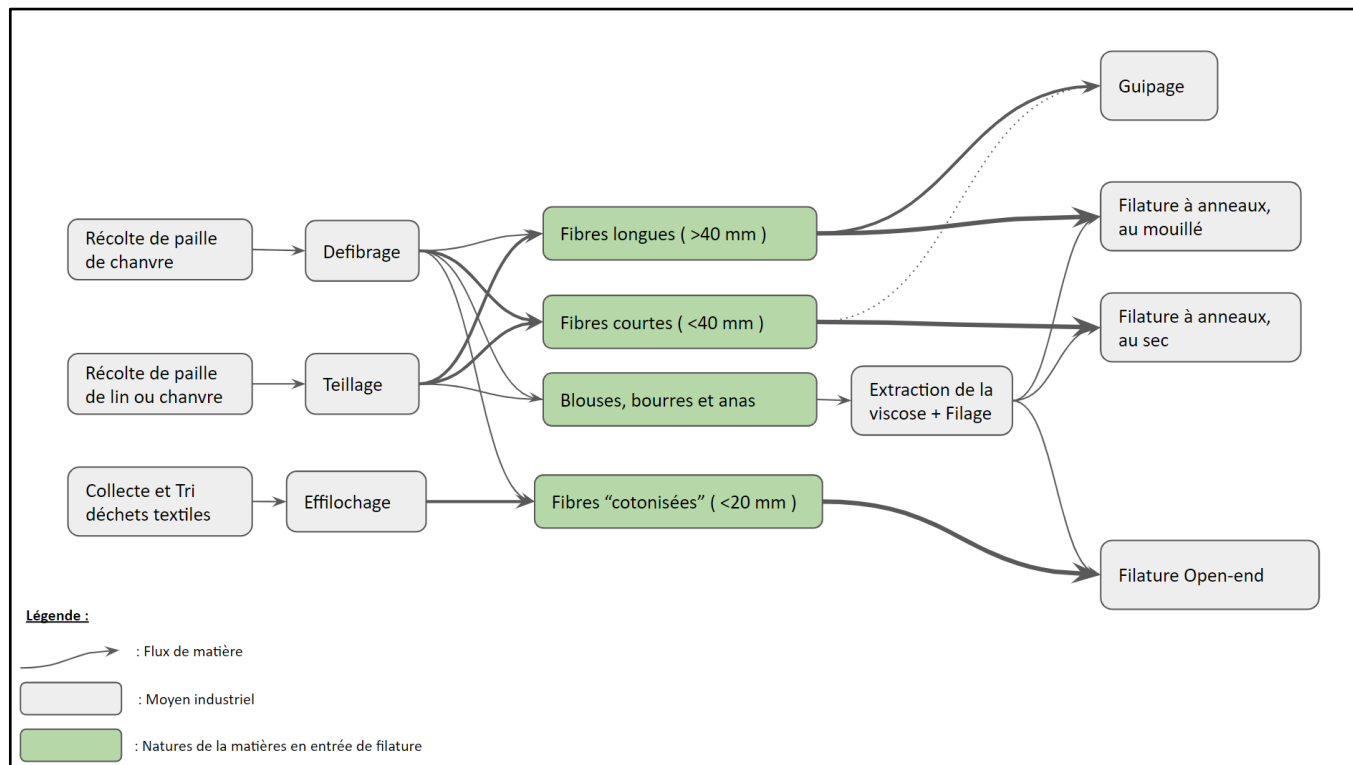 Guipage
Filature à anneaux,
au mouillé
Fibres longues ( >40 mm )
Récolte de paille
de chanvre
Defibrage
Filature à anneaux,
au sec
Fibres courtes ( <40 mm )
Récolte de paille
de lin ou chanvre
Teillage
Blouses, bourres et anas
Extraction de la
viscose + Filage
Collecte et Tri
déchets textiles
Effilochage
Fibres “cotonisées” ( <20 mm )
Filature Open-end
Légende :
: Flux de matière
: Moyen industriel
: Natures de la matières en entrée de filature